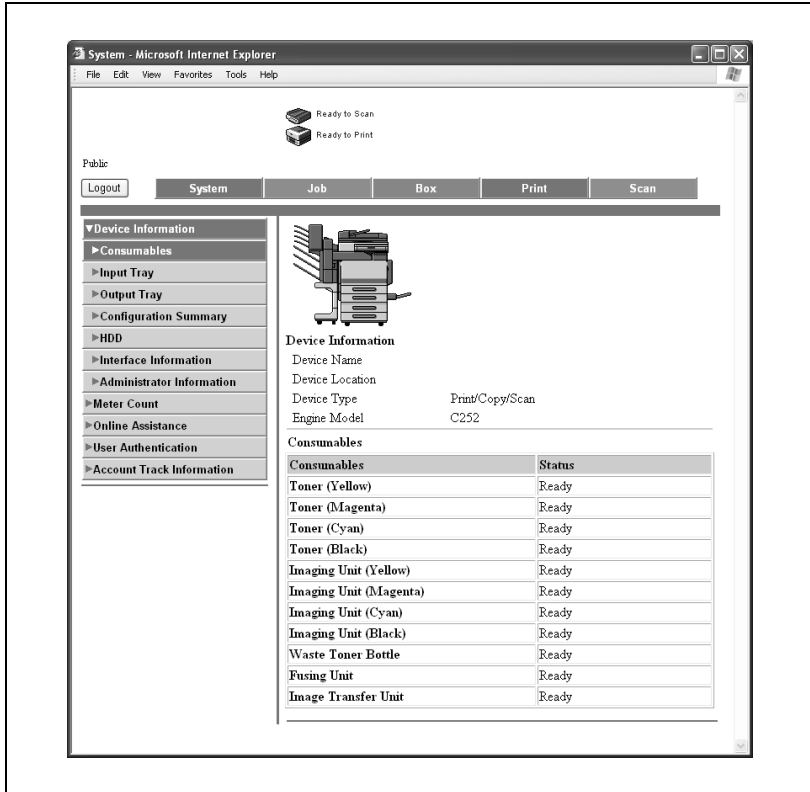 System - Microsoft Internet Explorer
File Edit View Favorites Tools Help
Ready to Scan
Ready to Print
Public
Logout System Job Box Print Scan
▼Device Information
►Consumables
►Input Tray
►Output Tray
►Configuration Summary
►HDD
►Interface Information
►Administrator Information
►Meter Count
►Online Assistance
►User Authentication
►Account Track Information
Device Information
Device Name
Device Location
Device Type Print/Copy/Scan
Engine Model C252
Consumables
Consumables Status
Toner (Yellow) Ready
Toner (Magenta) Ready
Toner (Cyan) Ready
Toner (Black) Ready
Imaging Unit (Yellow) Ready
Imaging Unit (Magenta) Ready
Imaging Unit (Cyan) Ready
Imaging Unit (Black) Ready
Waste Toner Bottle Ready
Fusing Unit Ready
Image Transfer Unit Ready